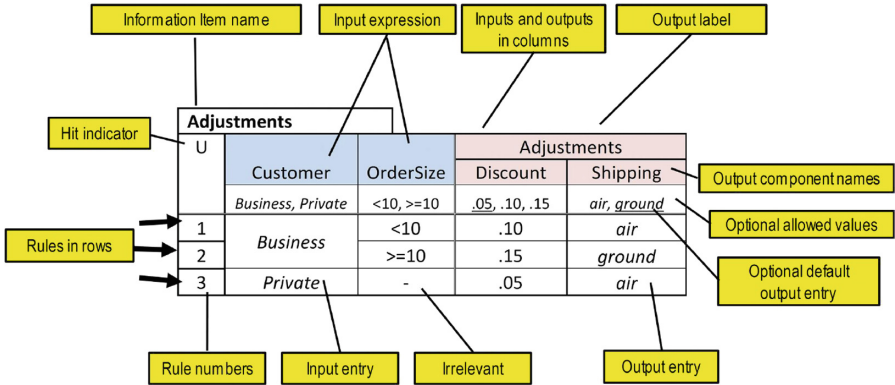 Information Item name
Input expression
Inputs and outputs
in columns
Output label
Hit indicator
Adjustments
U
Adjustments
Customer
OrderSize
Discount
Shipping
Output component names
Business, Private
<10, >=10
.05, .10, .15
air, ground
Optional allowed values
Rules in rows
1
Business
<10
.10
air
2
>=10
.15
ground
Optional default
output entry
3
Private
-
.05
air
Rule numbers
Input entry
Irrelevant
Output entry